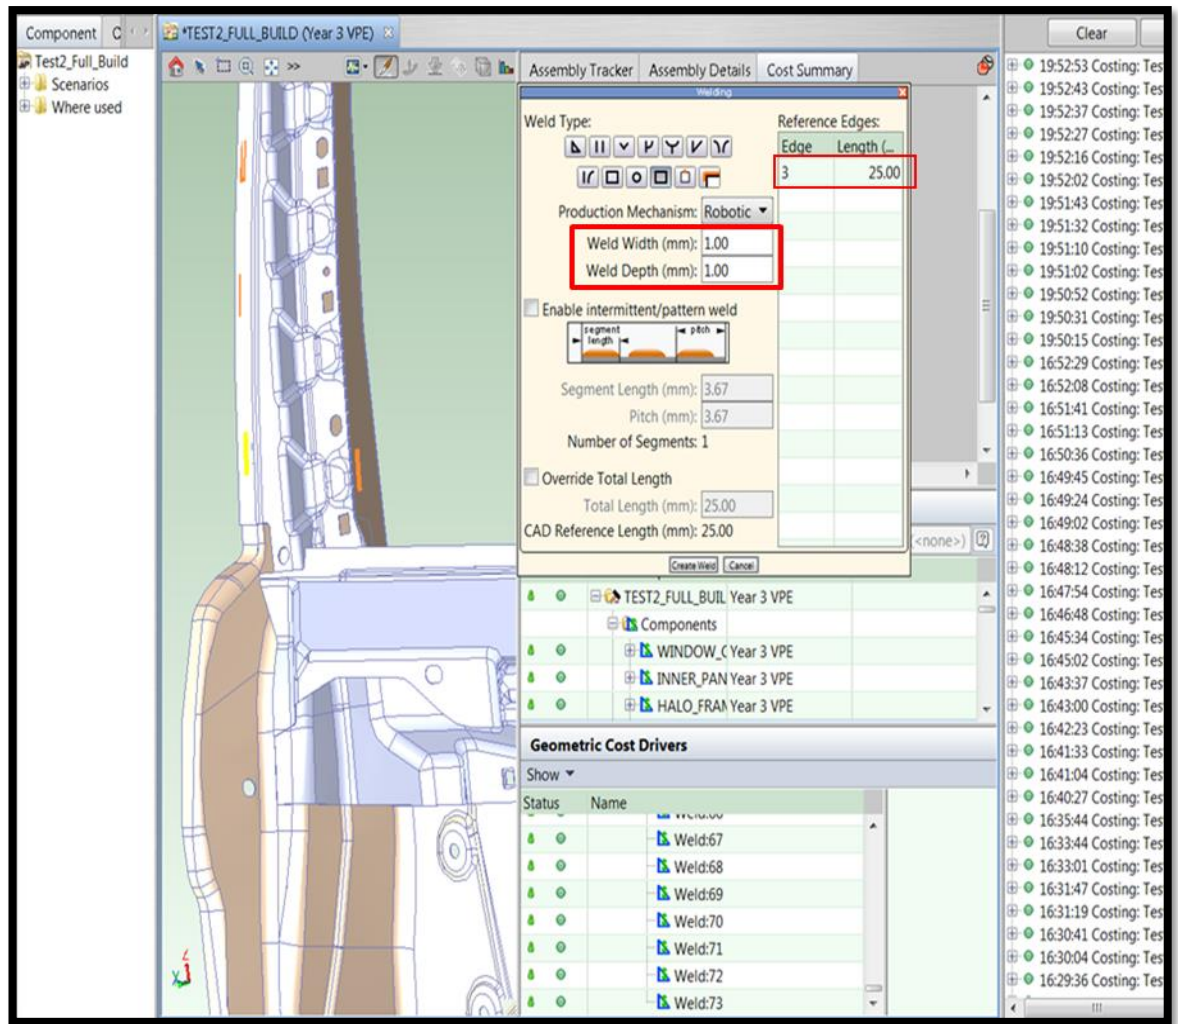 Component C
Test2_Full_Build
Scenarios
Where used
*TEST2_FULL_BUILD (Year 3 VPE)
Assembly Tracker Assembly Details Cost Summary
Welding
Weld Type:
Production Mechanism: Robotic
Weld Width (mm): 1.00
Weld Depth (mm): 1.00
Enable intermittent/pattern weld
segment length pitch
Segment Length (mm): 3.67
Pitch (mm): 3.67
Number of Segments: 1
Override Total Length
Total Length (mm): 25.00
CAD Reference Length (mm): 25.00
Reference Edges:
Edge Length (...
3 25.00
Create Weld Cancel
(<none>)
TEST2_FULL_BUIL Year 3 VPE
Components
WINDOW_C Year 3 VPE
INNER_PAN Year 3 VPE
HALO_FRAN Year 3 VPE
Geometric Cost Drivers
Show
Status Name
Weld:67
Weld:68
Weld:69
Weld:70
Weld:71
Weld:72
Weld:73
Clear
19:52:53 Costing: Tes
19:52:43 Costing: Tes
19:52:37 Costing: Tes
19:52:27 Costing: Tes
19:52:16 Costing: Tes
19:52:02 Costing: Tes
19:51:43 Costing: Tes
19:51:32 Costing: Tes
19:51:10 Costing: Tes
19:51:02 Costing: Tes
19:50:52 Costing: Tes
19:50:31 Costing: Tes
19:50:15 Costing: Tes
16:52:29 Costing: Tes
16:52:08 Costing: Tes
16:51:41 Costing: Tes
16:51:13 Costing: Tes
16:50:36 Costing: Tes
16:49:45 Costing: Tes
16:49:24 Costing: Tes
16:49:02 Costing: Tes
16:48:38 Costing: Tes
16:48:12 Costing: Tes
16:47:54 Costing: Tes
16:46:48 Costing: Tes
16:45:34 Costing: Tes
16:45:02 Costing: Tes
16:43:37 Costing: Tes
16:43:00 Costing: Tes
16:42:23 Costing: Tes
16:41:33 Costing: Tes
16:41:04 Costing: Tes
16:40:27 Costing: Tes
16:35:44 Costing: Tes
16:33:44 Costing: Tes
16:33:01 Costing: Tes
16:31:47 Costing: Tes
16:31:19 Costing: Tes
16:30:41 Costing: Tes
16:30:04 Costing: Tes
16:29:36 Costing: Tes